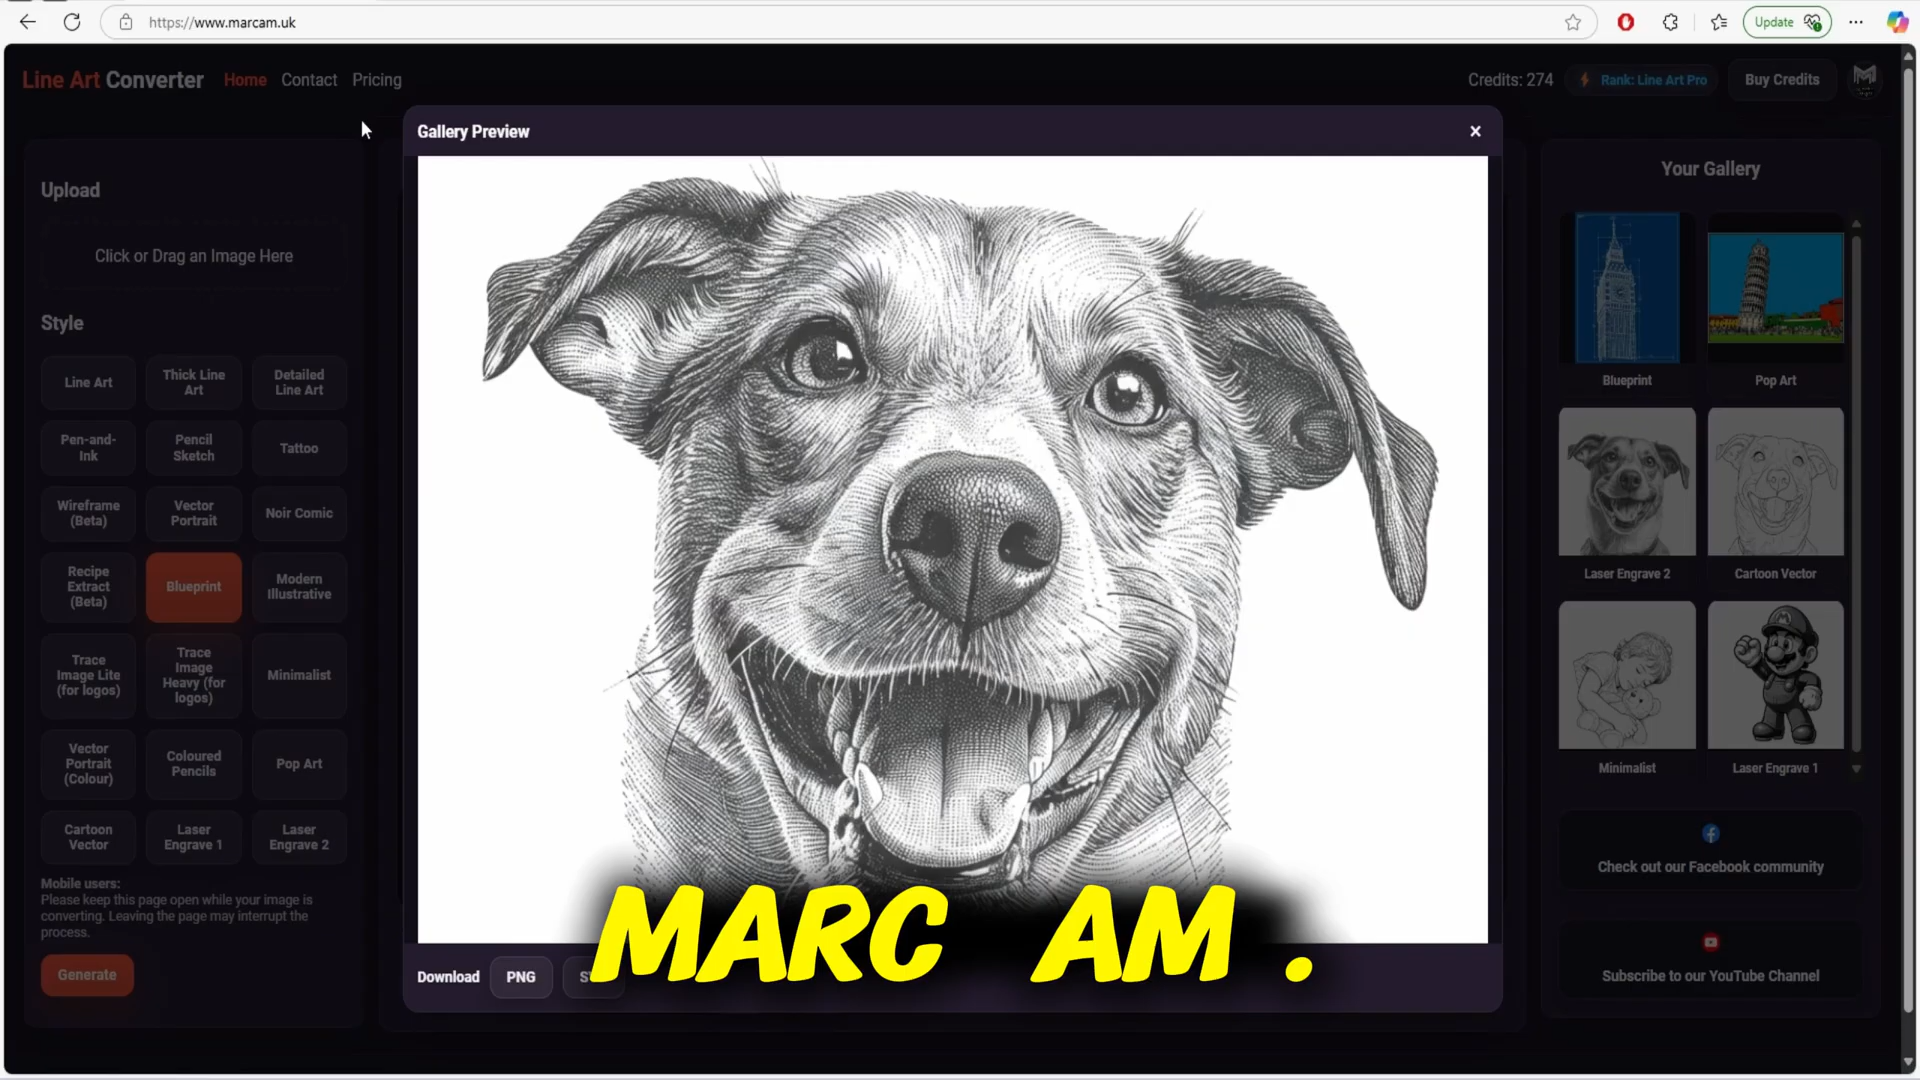 https://www.marcam.uk
Update
Line Art Converter
Home
Contact
Pricing
Credits: 274
Rank: Line Art Pro
Buy Credits
Gallery Preview
×
Upload
Click or Drag an Image Here
Style
Line Art
Thick Line
Art
Detailed
Line Art
Pen-and-
Ink
Pencil
Sketch
Tattoo
Wireframe
(Beta)
Vector
Portrait
Noir Comic
Recipe
Extract
(Beta)
Blueprint
Modern
Illustrative
Trace
Image Lite
(for logos)
Trace
Image
Heavy (for
logos)
Minimalist
Vector
Portrait
(Colour)
Coloured
Pencils
Pop Art
Cartoon
Vector
Laser
Engrave 1
Laser
Engrave 2
Mobile users:
Please keep this page open while your image is
converting. Leaving the page may interrupt the
process.
Generate
Download
PNG
MARC AM .
Your Gallery
Blueprint
Pop Art
Laser Engrave 2
Cartoon Vector
Minimalist
Laser Engrave 1
Check out our Facebook community
Subscribe to our YouTube Channel